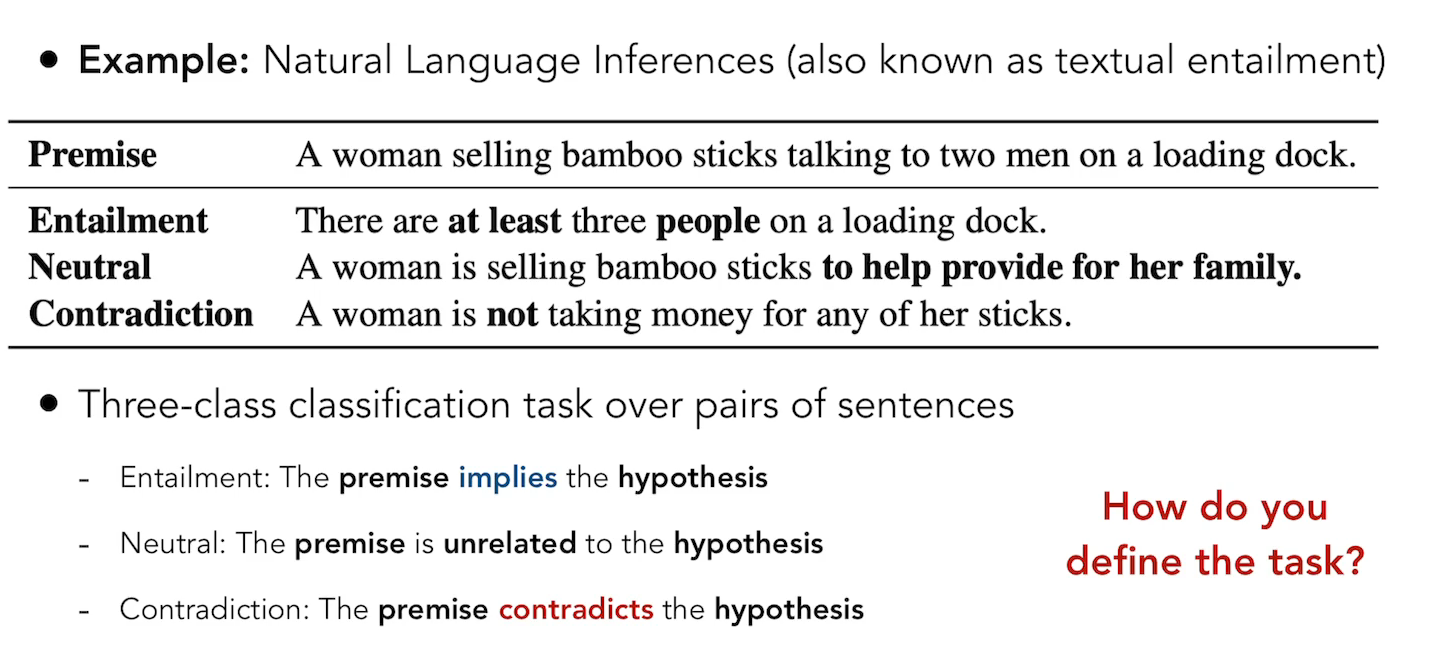 • Example: Natural Language Inferences (also known as textual entailment)
Premise A woman selling bamboo sticks talking to two men on a loading dock.
Entailment There are at least three people on a loading dock.
Neutral A woman is selling bamboo sticks to help provide for her family.
Contradiction A woman is not taking money for any of her sticks.
• Three-class classification task over pairs of sentences
- Entailment: The premise implies the hypothesis
- Neutral: The premise is unrelated to the hypothesis
- Contradiction: The premise contradicts the hypothesis
How do you
define the task?